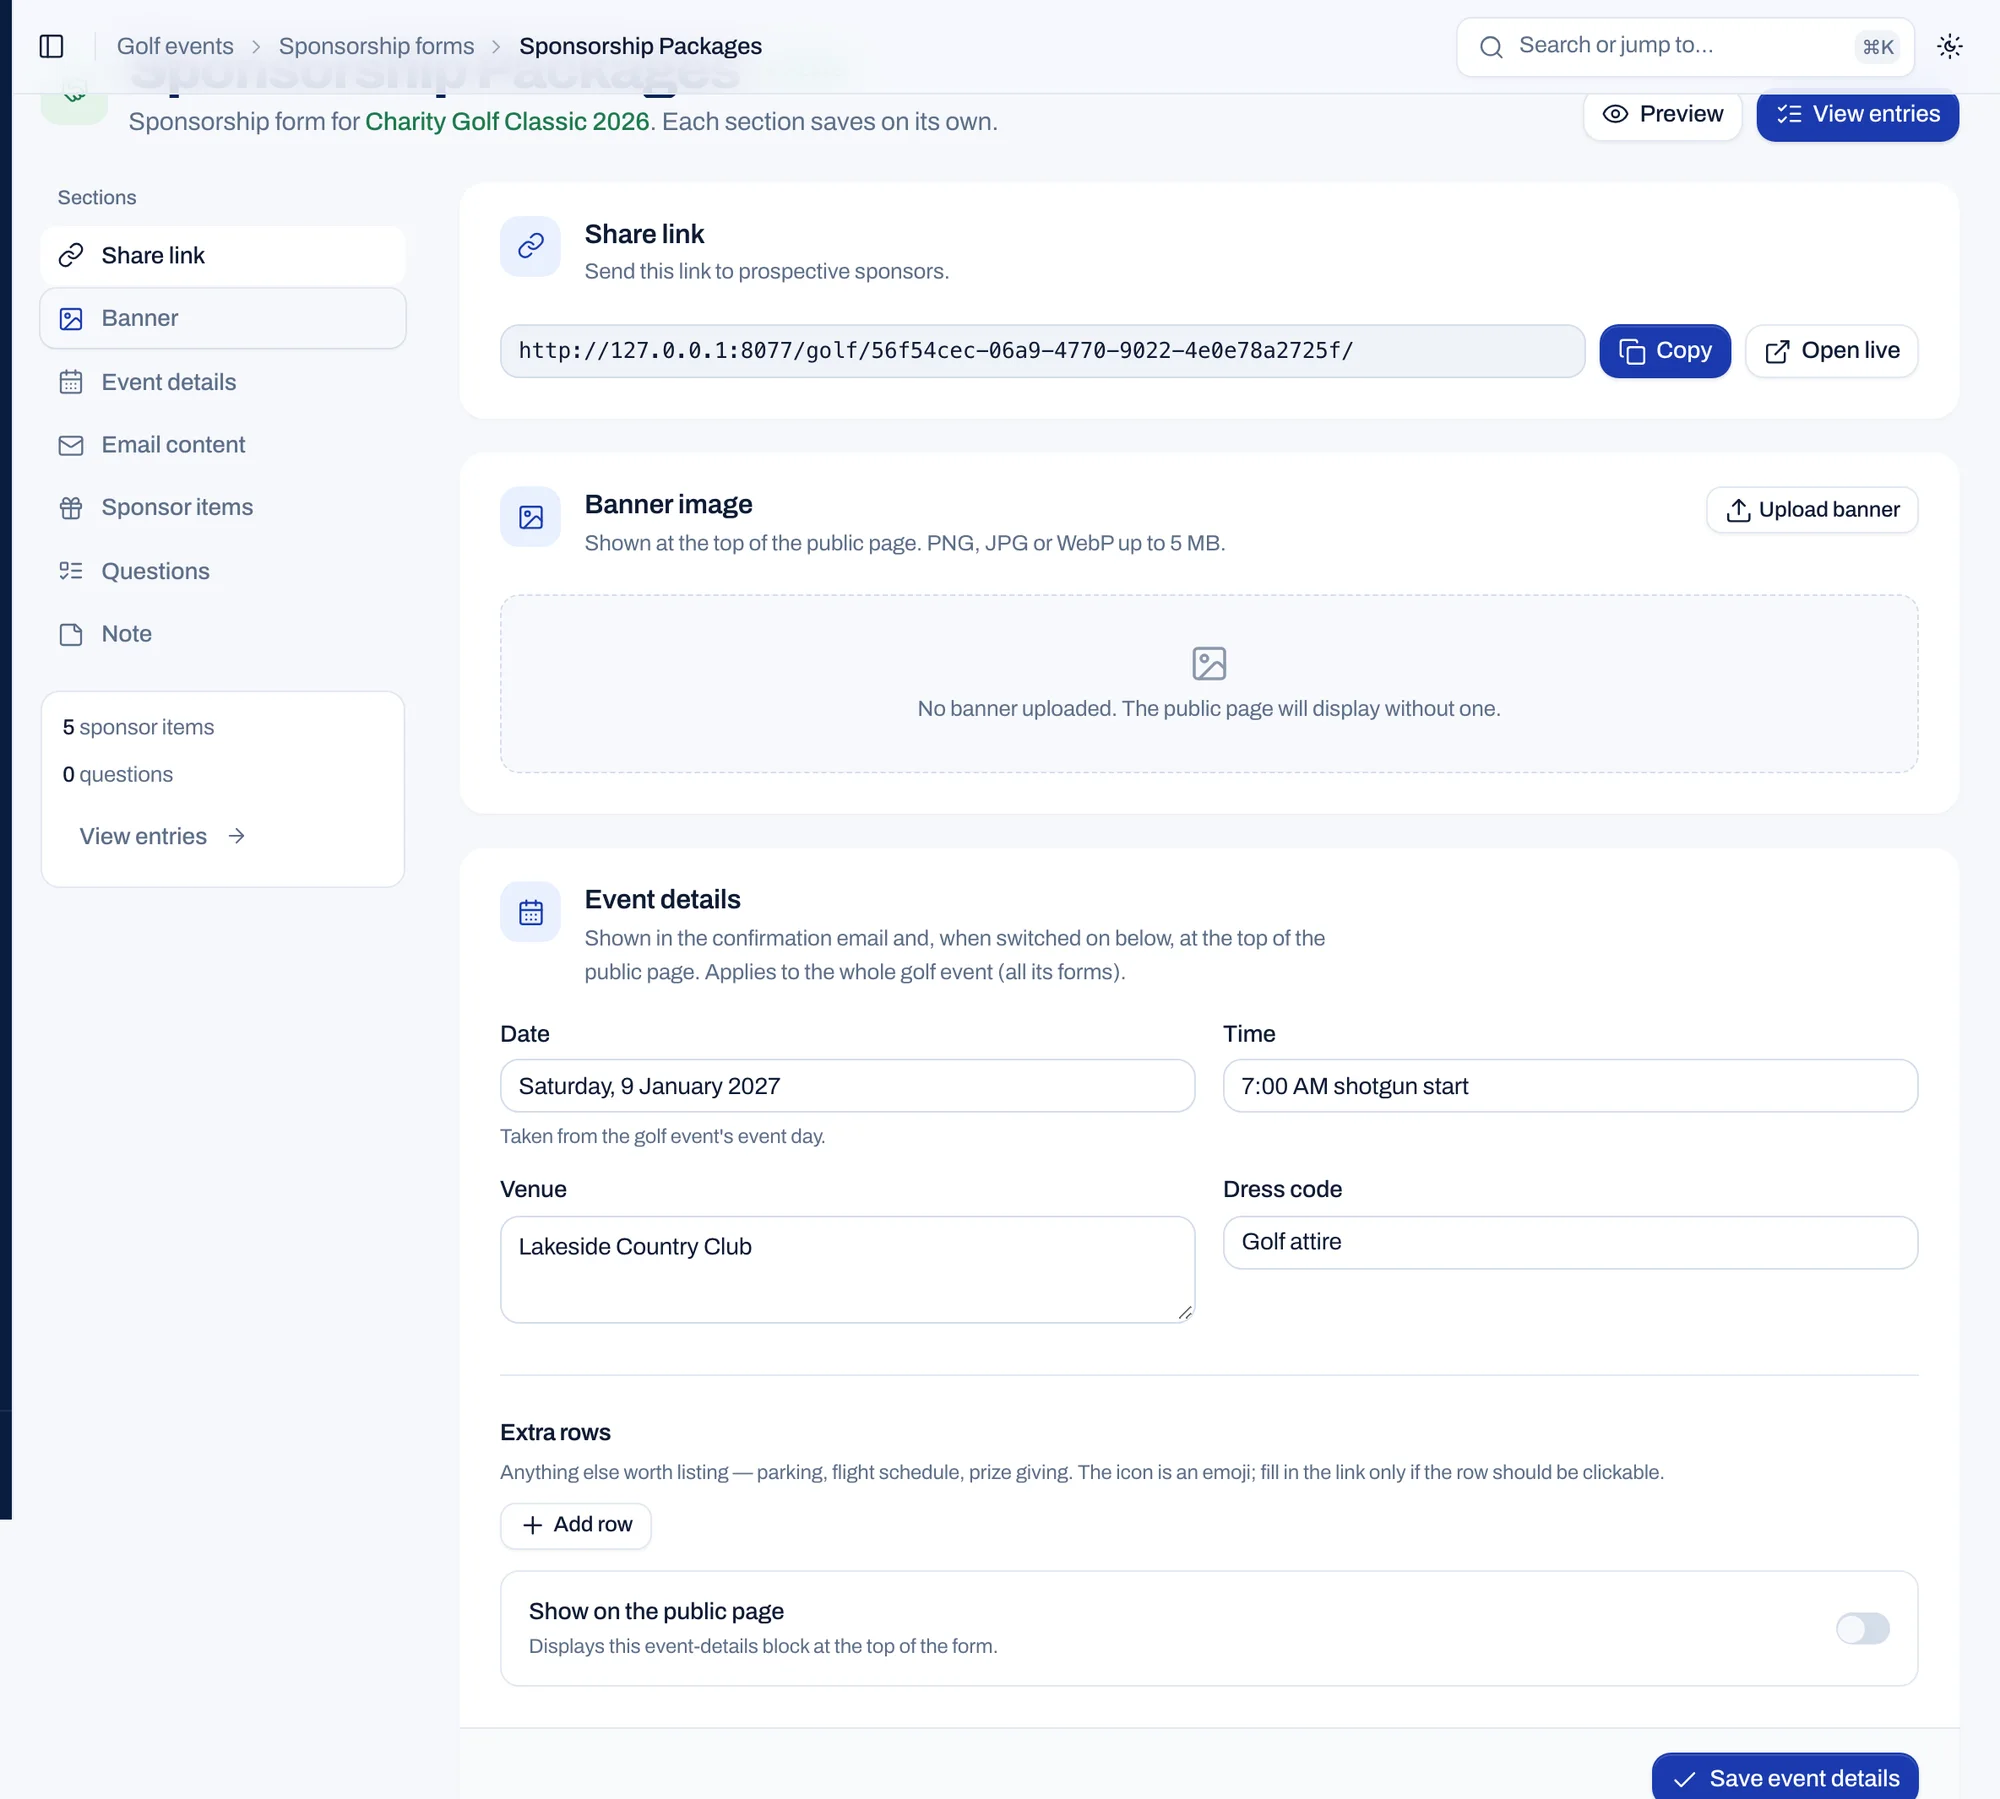 Golf events > Sponsorship forms > Sponsorship Packages
Search or jump to... ⌘K
Sponsorship Packages
Sponsorship form for Charity Golf Classic 2026. Each section saves on its own.
Preview
View entries
Sections
Share link
Banner
Event details
Email content
Sponsor items
Questions
Note
5 sponsor items
0 questions
View entries →
Share link
Send this link to prospective sponsors.
http://127.0.0.1:8077/golf/56f54cec-06a9-4770-9022-4e0e78a2725f/
Copy
Open live
Banner image
Shown at the top of the public page. PNG, JPG or WebP up to 5 MB.
Upload banner
No banner uploaded. The public page will display without one.
Event details
Shown in the confirmation email and, when switched on below, at the top of the
public page. Applies to the whole golf event (all its forms).
Date
Saturday, 9 January 2027
Taken from the golf event's event day.
Time
7:00 AM shotgun start
Venue
Lakeside Country Club
Dress code
Golf attire
Extra rows
Anything else worth listing — parking, flight schedule, prize giving. The icon is an emoji; fill in the link only if the row should be clickable.
+ Add row
Show on the public page
Displays this event-details block at the top of the form.
Save event details